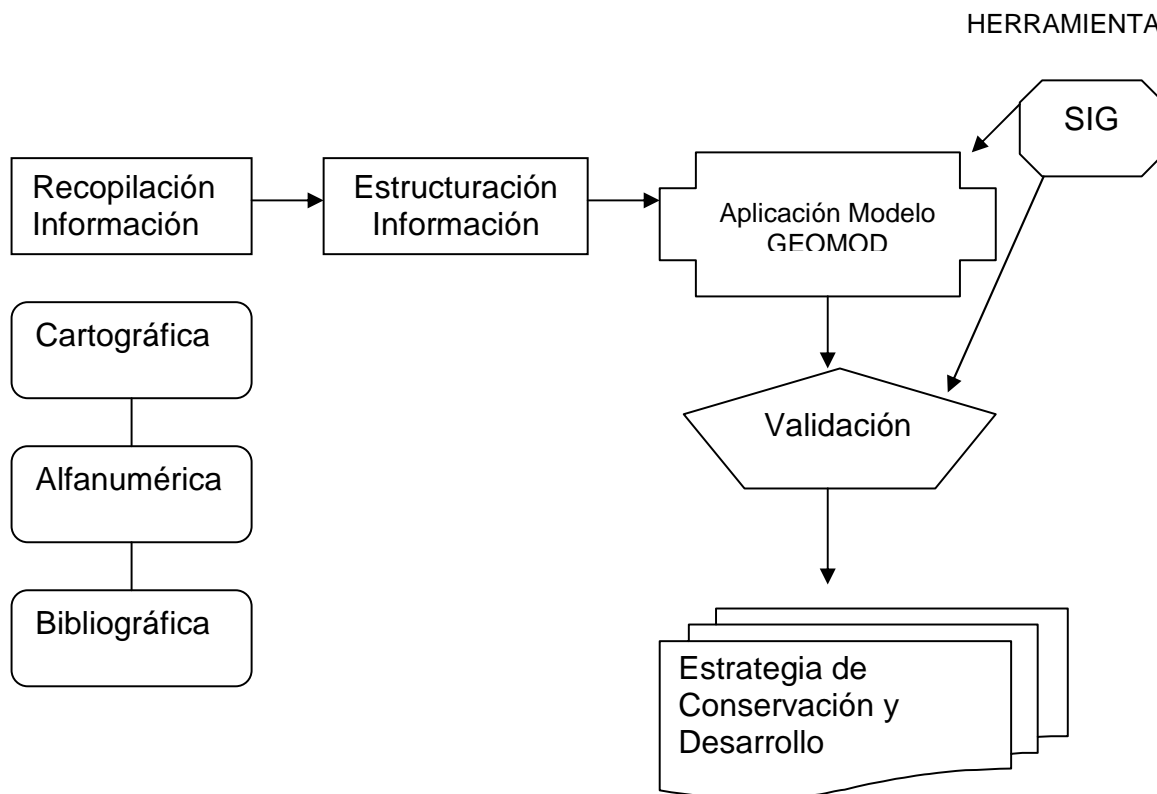 HERRAMIENTA
SIG
Recopilación
Información
Estructuración
Información
Aplicación Modelo
GEOMOD
Cartográfica
Alfanumérica
Bibliográfica
Validación
Estrategia de
Conservación y
Desarrollo